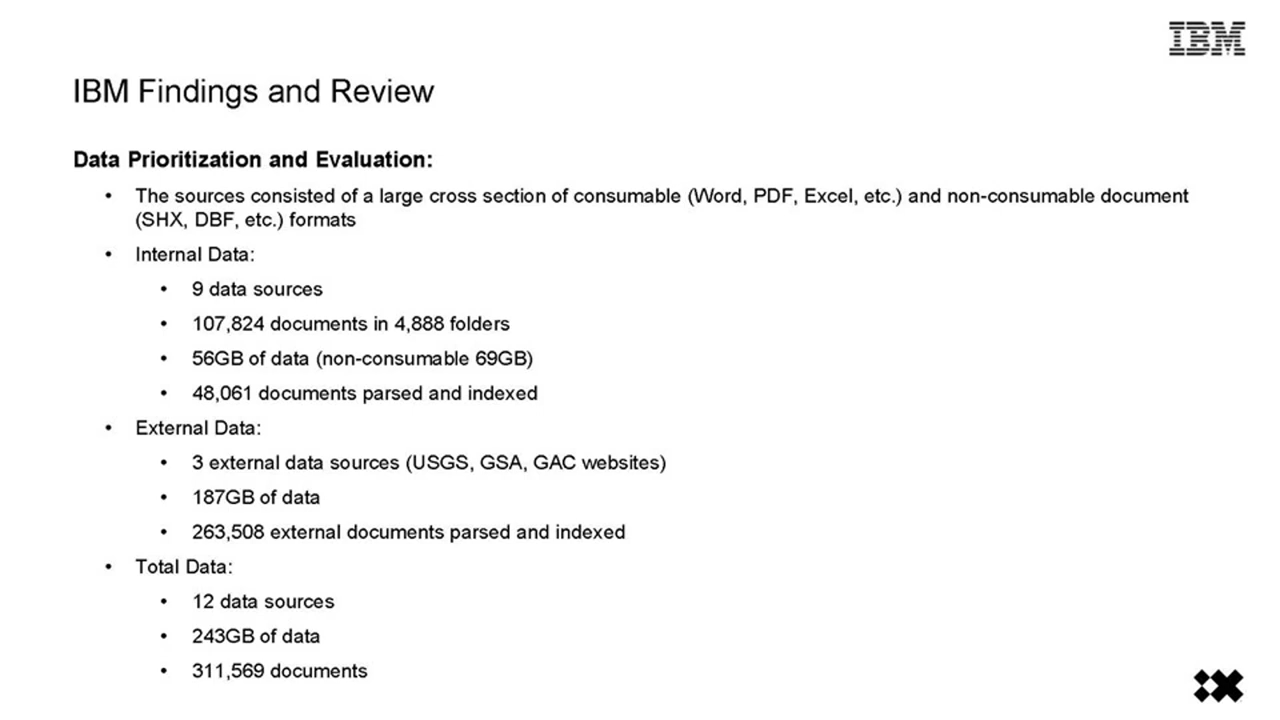 IBM
IBM Findings and Review
Data Prioritization and Evaluation:
• The sources consisted of a large cross section of consumable (Word, PDF, Excel, etc.) and non-consumable document
(SHX, DBF, etc.) formats
• Internal Data:
• 9 data sources
• 107,824 documents in 4,888 folders
• 56GB of data (non-consumable 69GB)
• 48,061 documents parsed and indexed
• External Data:
• 3 external data sources (USGS, GSA, GAC websites)
• 187GB of data
• 263,508 external documents parsed and indexed
• Total Data:
• 12 data sources
• 243GB of data
• 311,569 documents